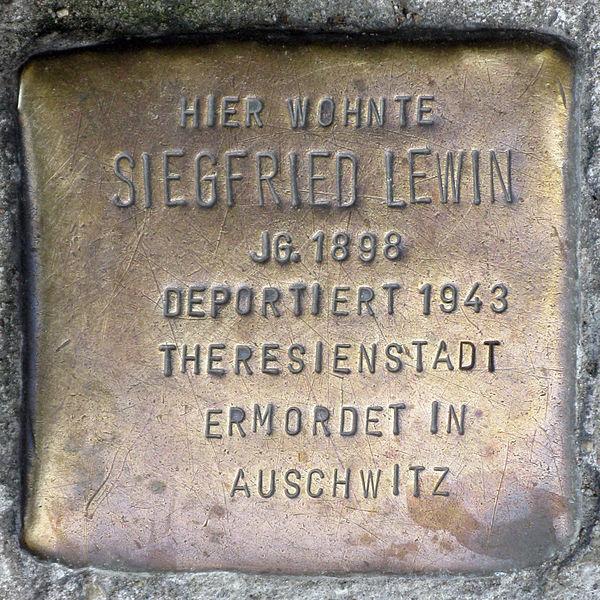 HIER WOHNTE
SIEGFRIED LEWIN
JG. 1898
DEPORTIERT 1943
THERESIENSTADT
ERMORDET IN
AUSCHWITZ